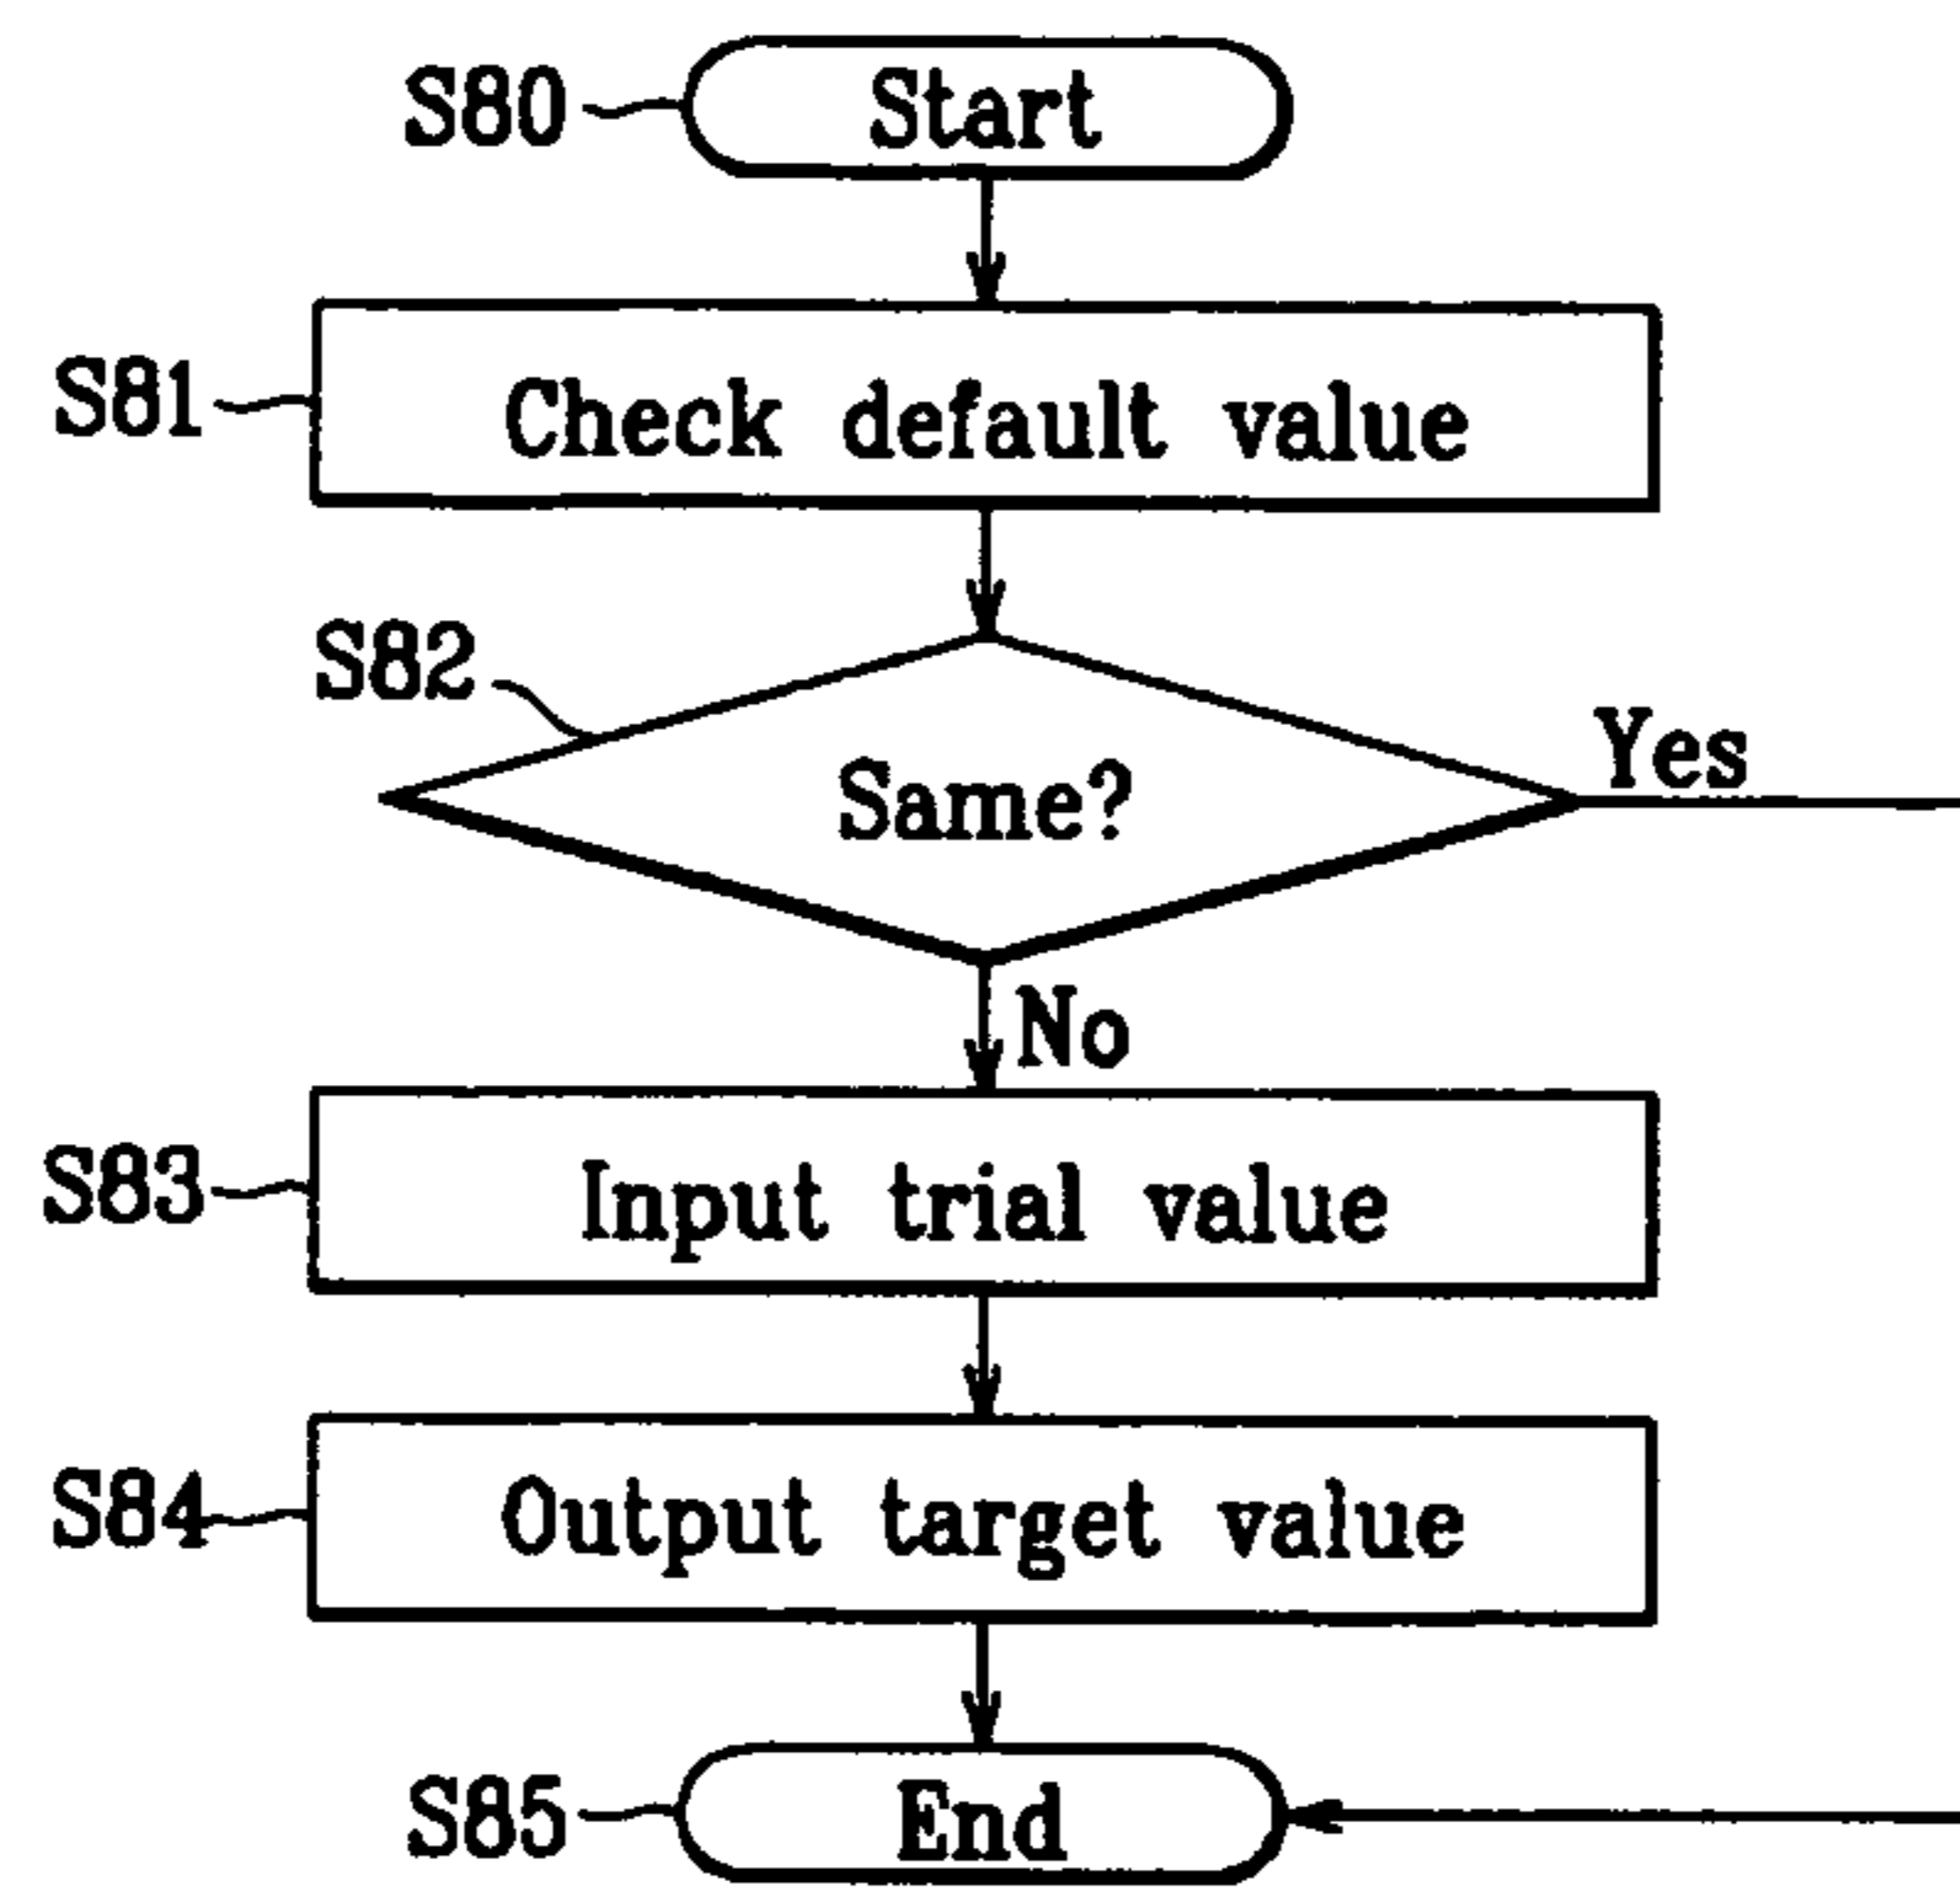 S80 Start
S81 Check default value
S82
Same? Yes
No
S83 Input trial value
S84 Output target value
S85 End